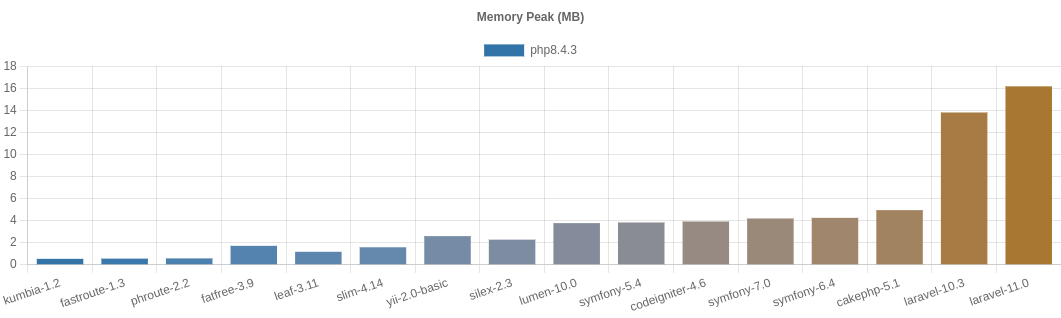 Memory Peak (MB)
php8.4.3
18
16
14
12
10
8
6
4
2
0
kumbia-1.2
fastroute-1.3
phroute-2.2
fatfree-3.9
leaf-3.11
slim-4.14
yii-2.0-basic
silex-2.3
lumen-10.0
symfony-5.4
codeigniter-4.6
symfony-7.0
symfony-6.4
cakephp-5.1
laravel-10.3
laravel-11.0